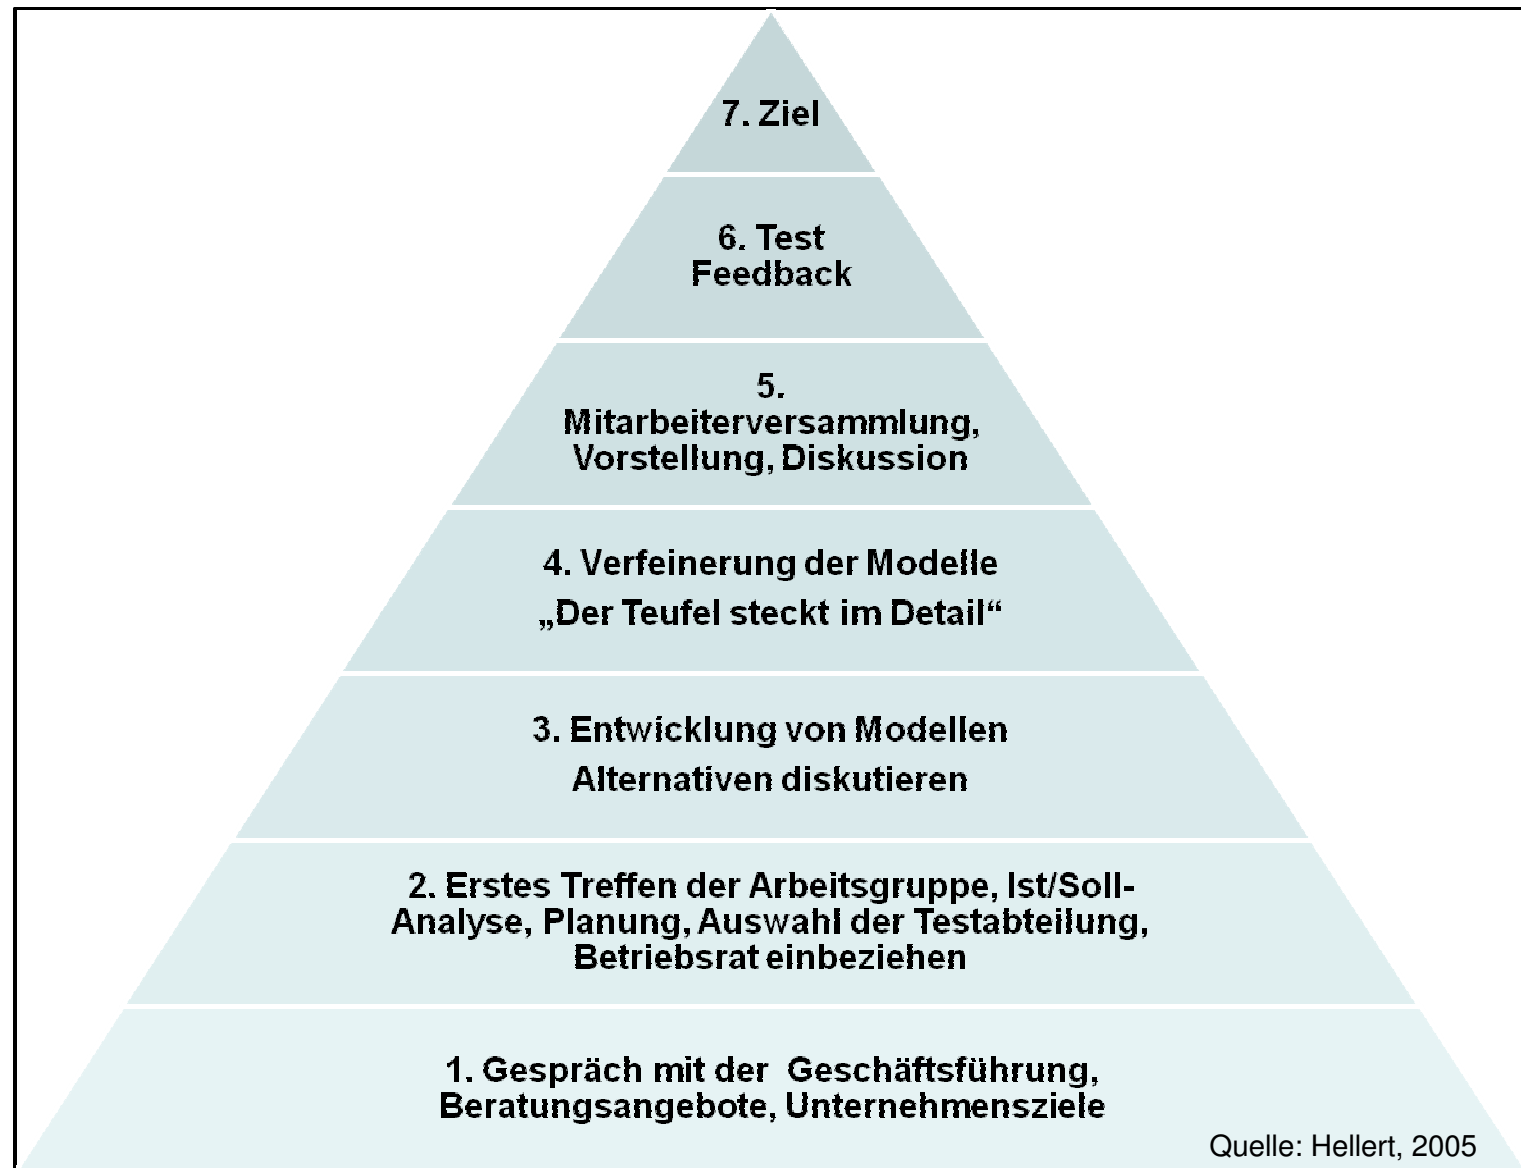 7. Ziel
6. Test
Feedback
5.
Mitarbeiterversammlung,
Vorstellung, Diskussion
4. Verfeinerung der Modelle
„Der Teufel steckt im Detail“
3. Entwicklung von Modellen
Alternativen diskutieren
2. Erstes Treffen der Arbeitsgruppe, Ist/Soll-
Analyse, Planung, Auswahl der Testabteilung,
Betriebsrat einbeziehen
1. Gespräch mit der Geschäftsführung,
Beratungsangebote, Unternehmensziele
Quelle: Hellert, 2005